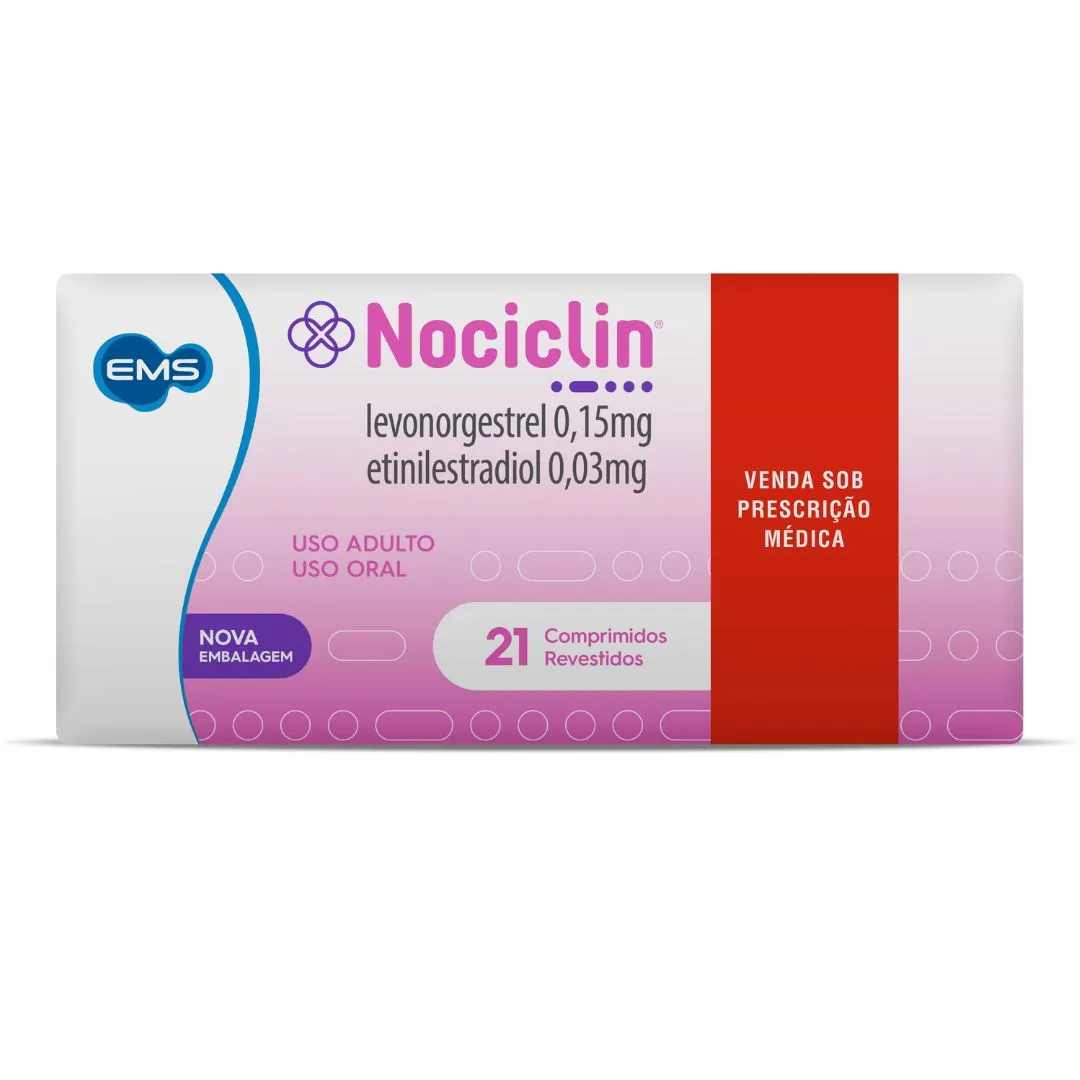 EMS
Nociclin®
levonorgestrel 0,15mg
etinilestradiol 0,03mg
USO ADULTO
USO ORAL
NOVA
EMBALAGEM
21 Comprimidos
Revestidos
VENDA SOB
PRESCRIÇÃO
MÉDICA